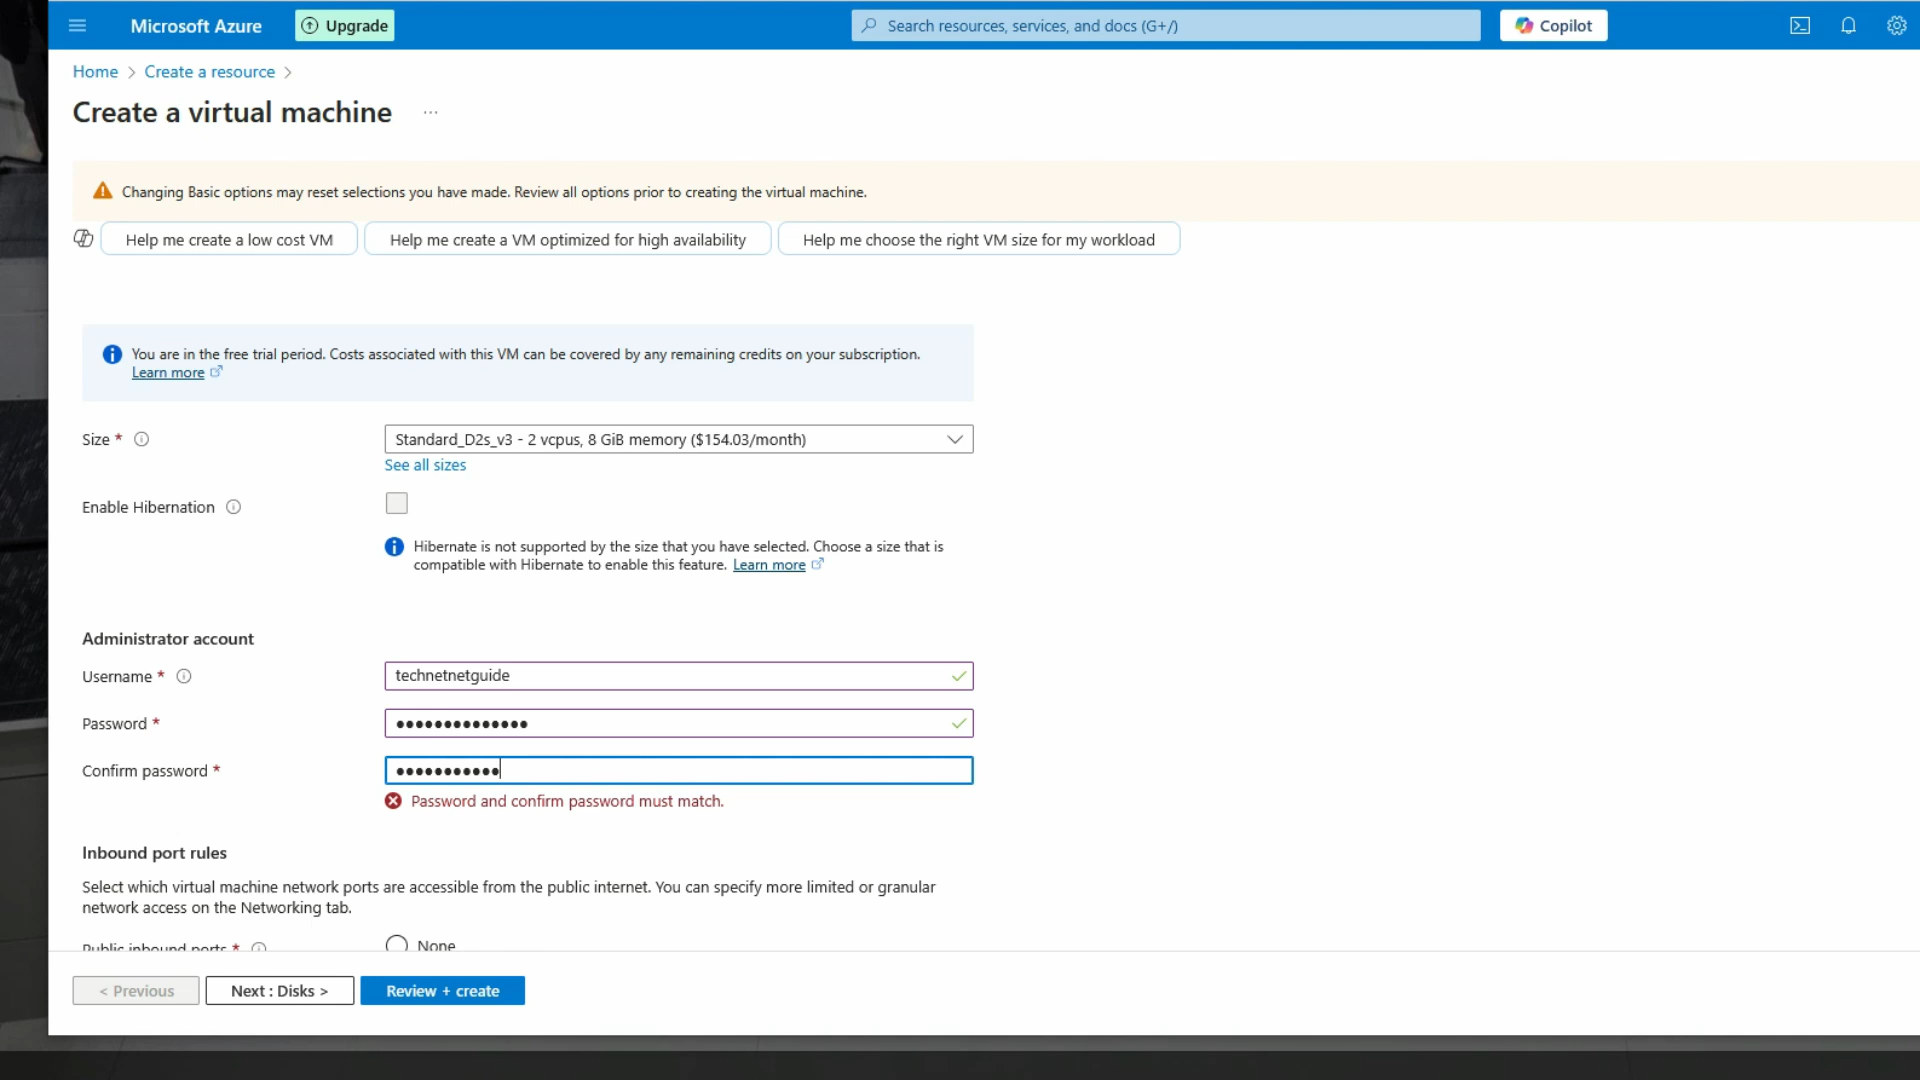 Microsoft Azure
Upgrade
Search resources, services, and docs (G+/)
Copilot
Home > Create a resource >
Create a virtual machine ...
Changing Basic options may reset selections you have made. Review all options prior to creating the virtual machine.
Help me create a low cost VM
Help me create a VM optimized for high availability
Help me choose the right VM size for my workload
You are in the free trial period. Costs associated with this VM can be covered by any remaining credits on your subscription.
Learn more
Size *
Standard_D2s_v3 - 2 vcpus, 8 GiB memory ($154.03/month)
See all sizes
Enable Hibernation
Hibernate is not supported by the size that you have selected. Choose a size that is
compatible with Hibernate to enable this feature. Learn more
Administrator account
Username *
technetnetguide
Password *
••••••••••••••
Confirm password *
•••••••••••
Password and confirm password must match.
Inbound port rules
Select which virtual machine network ports are accessible from the public internet. You can specify more limited or granular
network access on the Networking tab.
Public inbound ports *
None
< Previous
Next : Disks >
Review + create